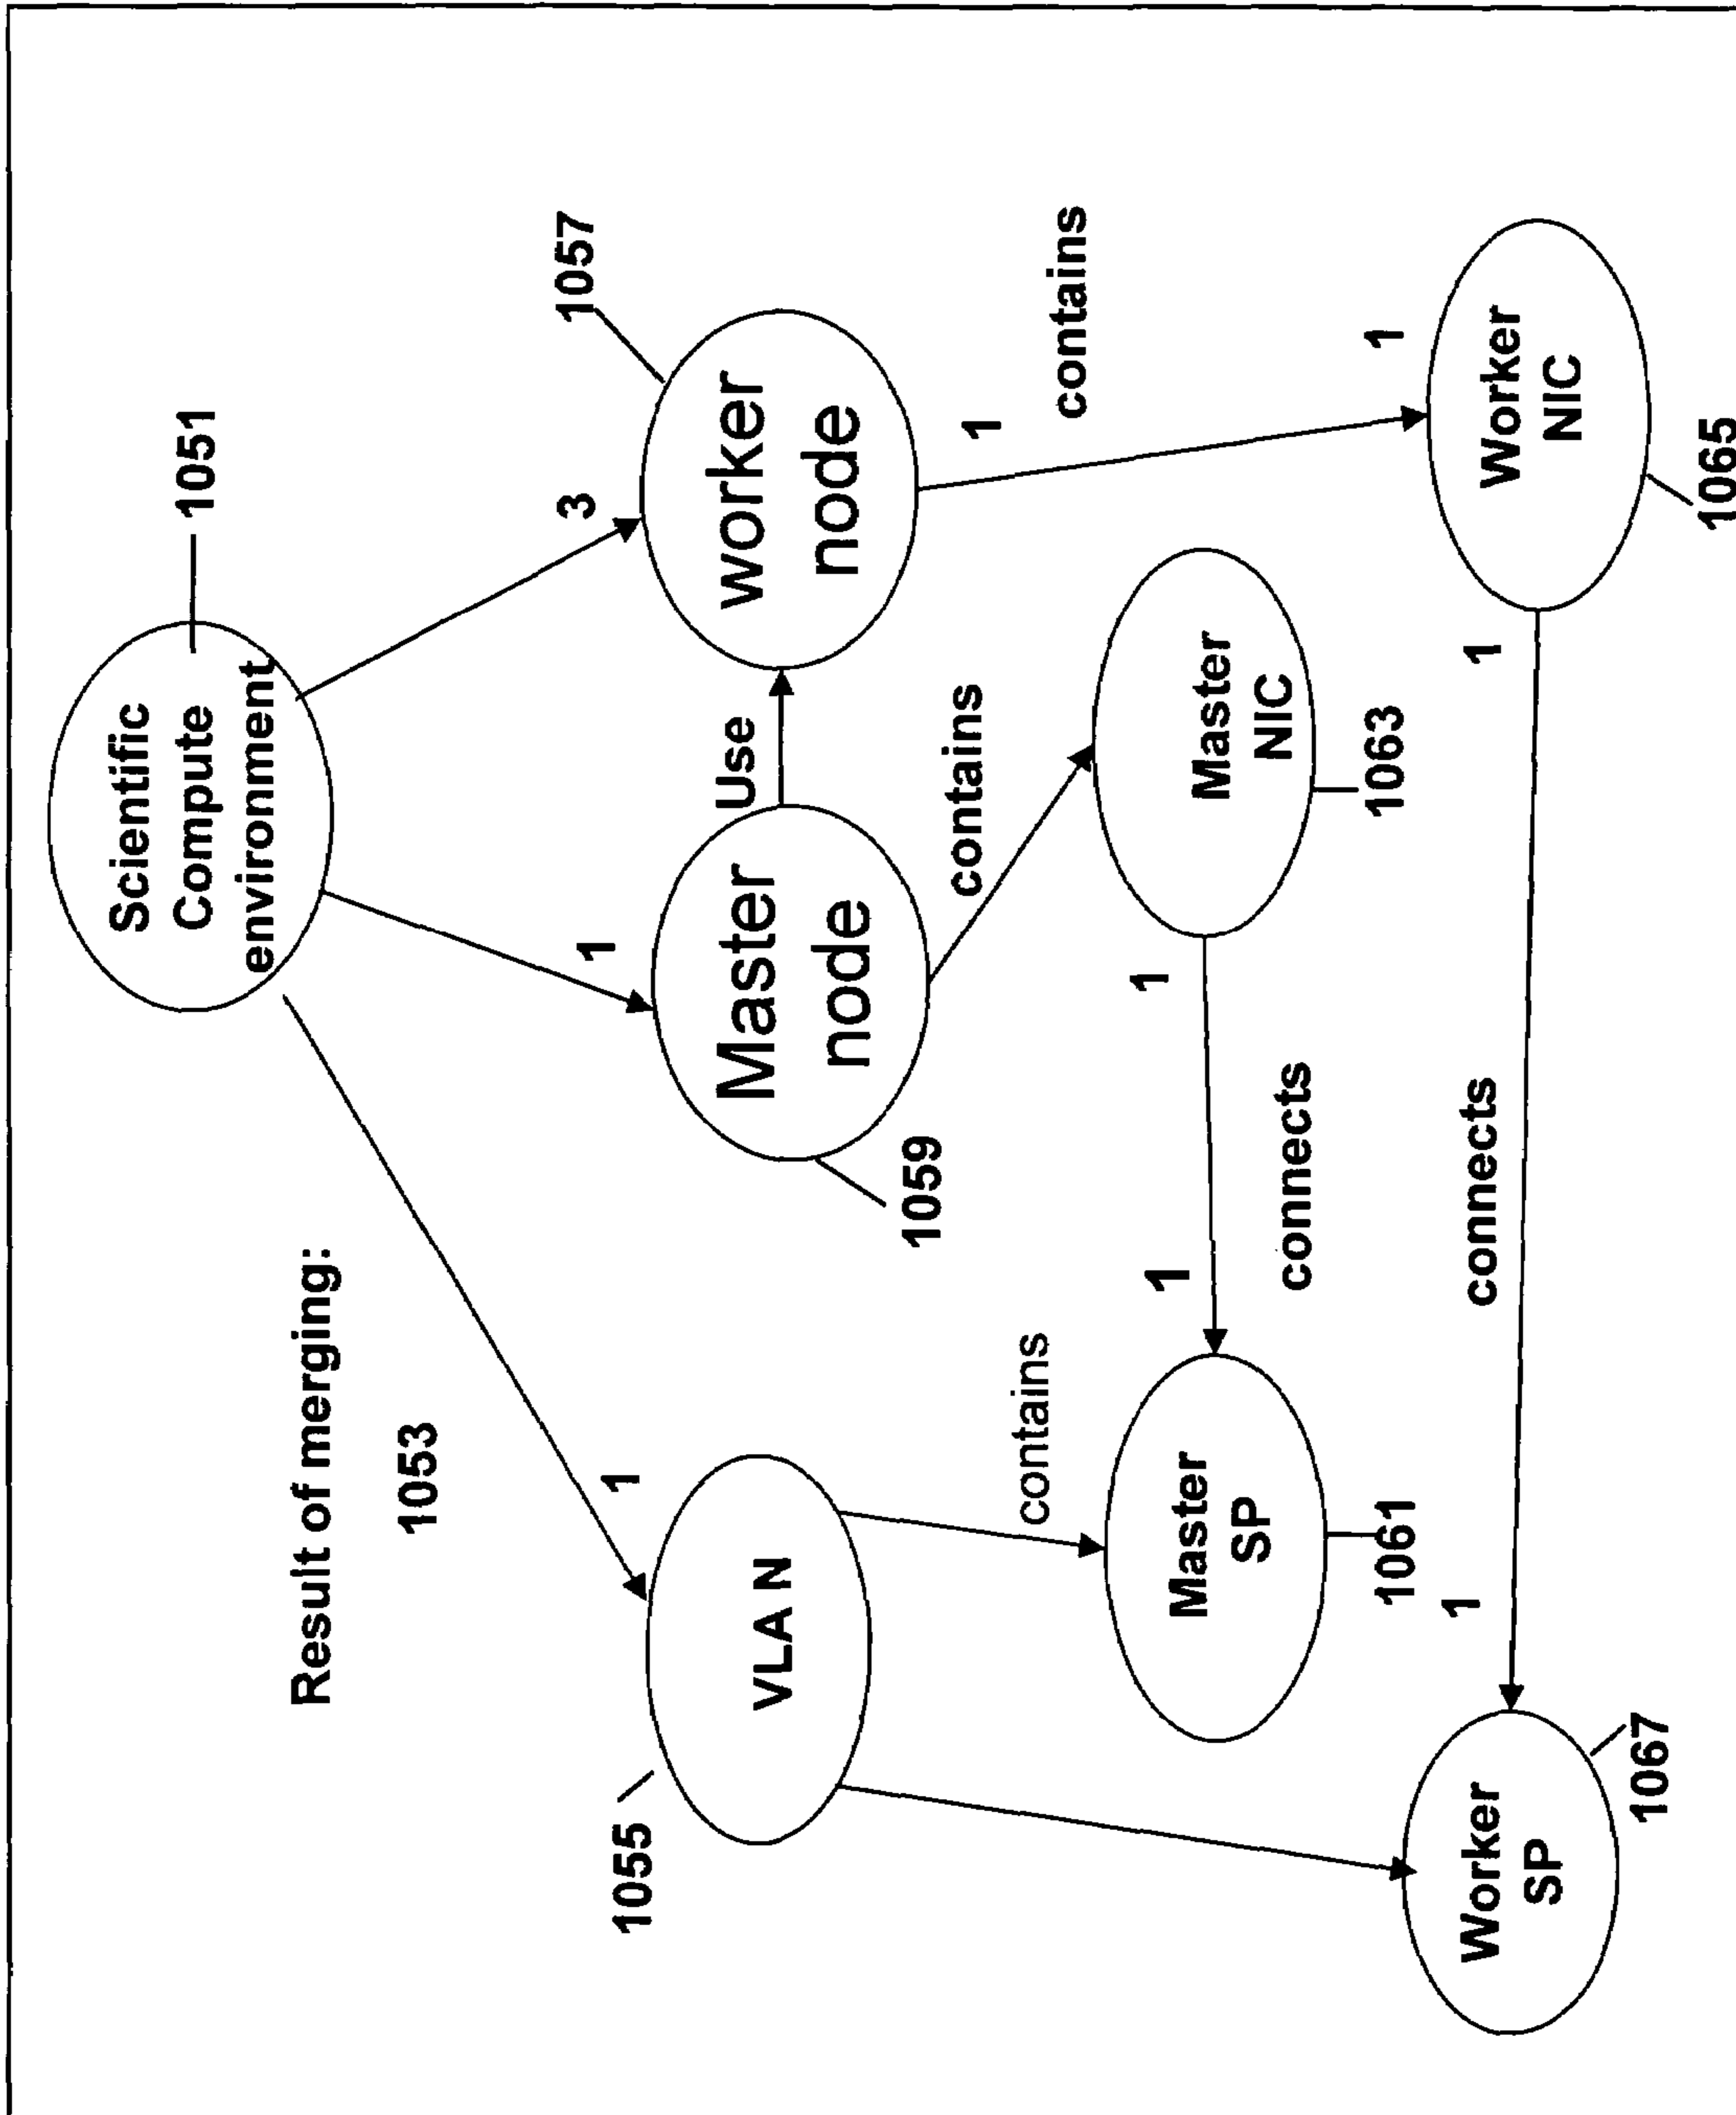 1051
Scientific
Compute
environment
Result of merging:
1053
1
1
3
1057
1055
VLAN
Master
node
Use
worker
node
1059
contains
contains
1
contains
Master
SP
1
connects
1
Master
NIC
1
1061
1063
1
connects
1
Worker
SP
Worker
NIC
1067
1065